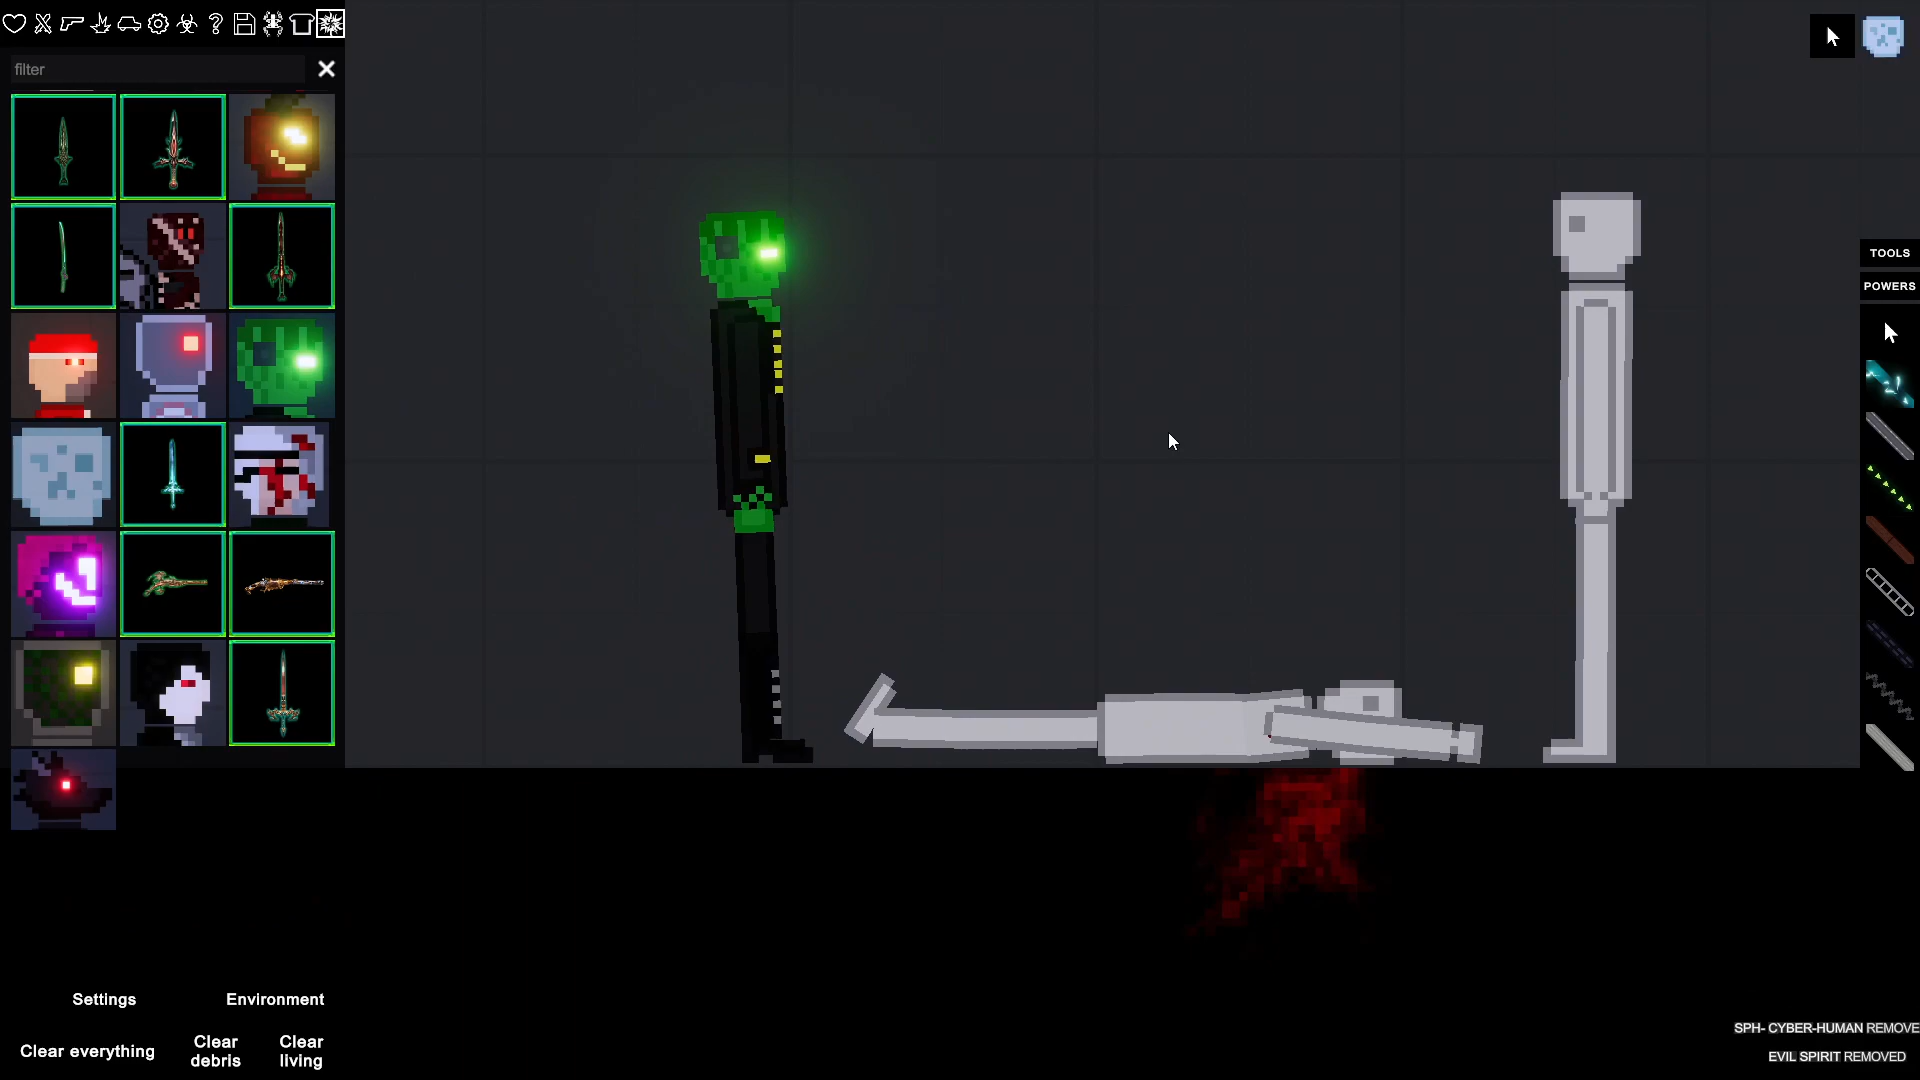 filter
TOOLS
POWERS
Settings
Environment
Clear everything
Clear
debris
Clear
living
SPH- CYBER-HUMAN REMOVE
EVIL SPIRIT REMOVED